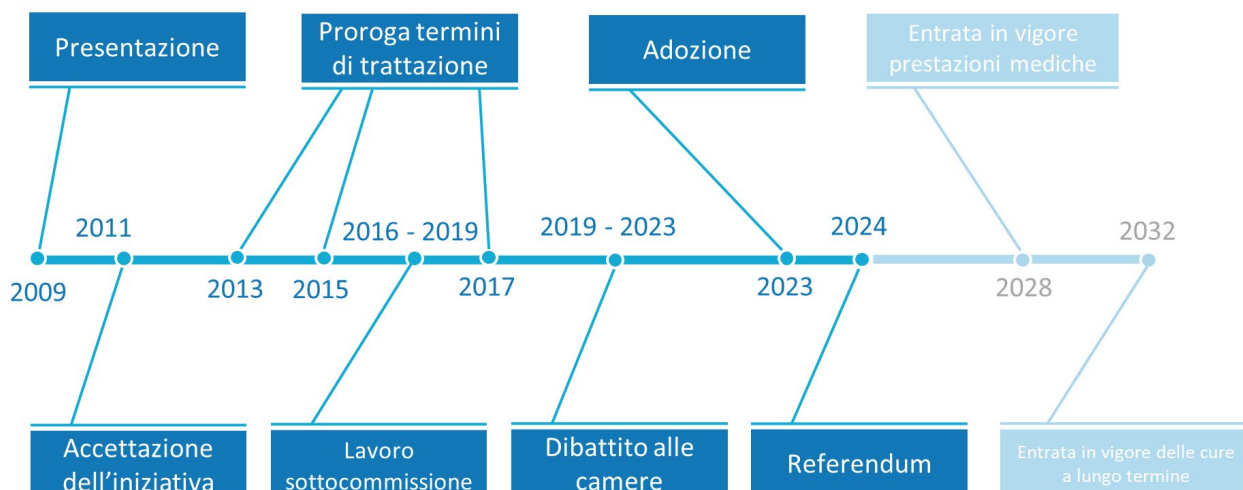 Presentazione
Proroga termini
di trattazione
Adozione
Entrata in vigore
prestazioni mediche
2011
2016 - 2019
2019 - 2023
2024
2032
2009
2013
2015
2017
2023
2028
Accettazione
dell'iniziativa
Lavoro
sottocommissione
Dibattito alle
camere
Referendum
Entrata in vigore delle cure
a lungo termine